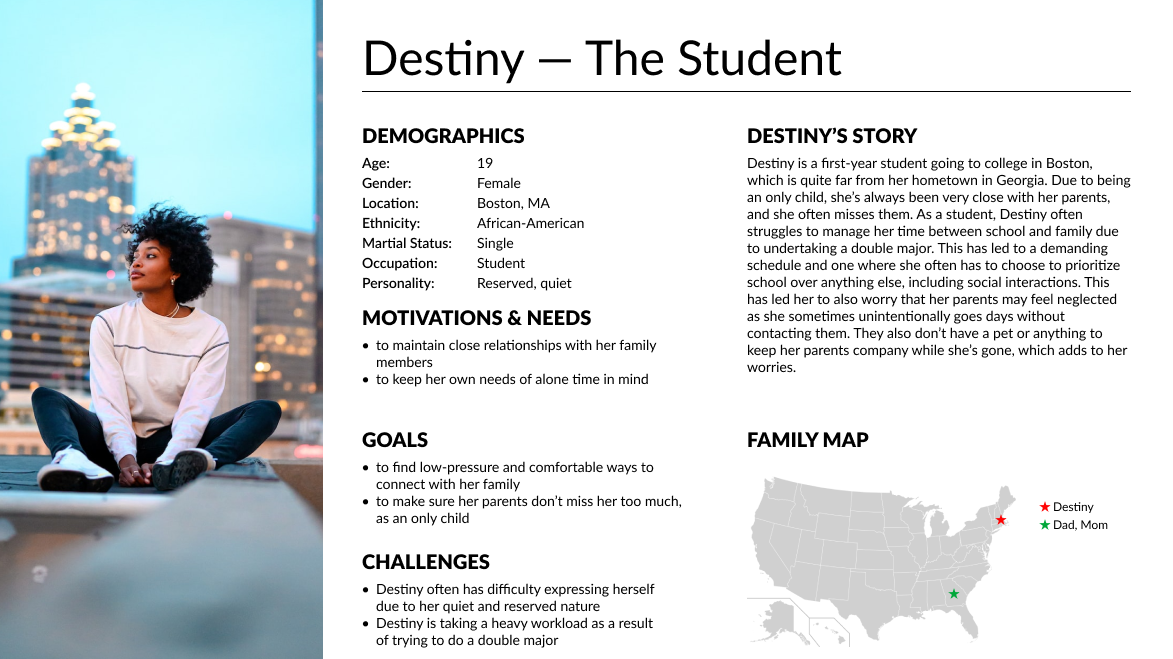 Destiny — The Student
DEMOGRAPHICS
Age: 19
Gender: Female
Location: Boston, MA
Ethnicity: African-American
Martial Status: Single
Occupation: Student
Personality: Reserved, quiet
MOTIVATIONS & NEEDS
• to maintain close relationships with her family
members
• to keep her own needs of alone time in mind
GOALS
• to find low-pressure and comfortable ways to
connect with her family
• to make sure her parents don’t miss her too much,
as an only child
CHALLENGES
• Destiny often has difficulty expressing herself
due to her quiet and reserved nature
• Destiny is taking a heavy workload as a result
of trying to do a double major
DESTINY’S STORY
Destiny is a first-year student going to college in Boston,
which is quite far from her hometown in Georgia. Due to being
an only child, she’s always been very close with her parents,
and she often misses them. As a student, Destiny often
struggles to manage her time between school and family due
to undertaking a double major. This has led to a demanding
schedule and one where she often has to choose to prioritize
school over anything else, including social interactions. This
has led her to also worry that her parents may feel neglected
as she sometimes unintentionally goes days without
contacting them. They also don’t have a pet or anything to
keep her parents company while she’s gone, which adds to her
worries.
FAMILY MAP
Destiny
Dad, Mom